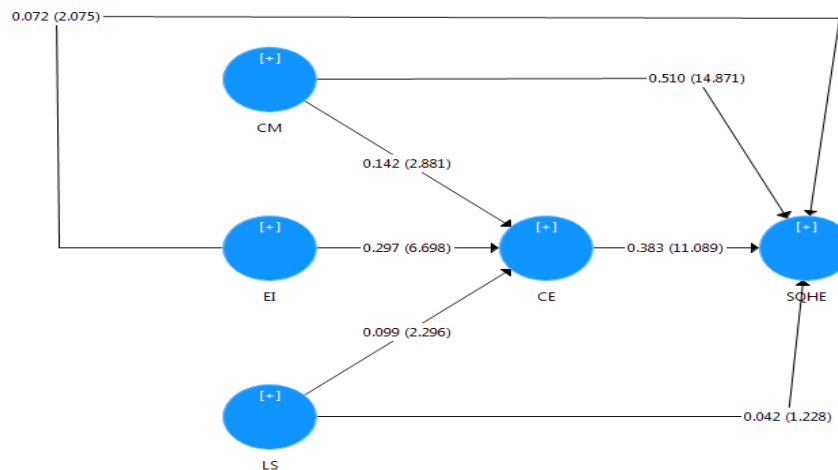 0.072 (2.075)
[+]
CM
0.510 (14.871)
0.142 (2.881)
[+]
EI
0.297 (6.698)
[+]
CE
0.383 (11.089)
[+]
SQHE
0.099 (2.296)
[+]
LS
0.042 (1.228)